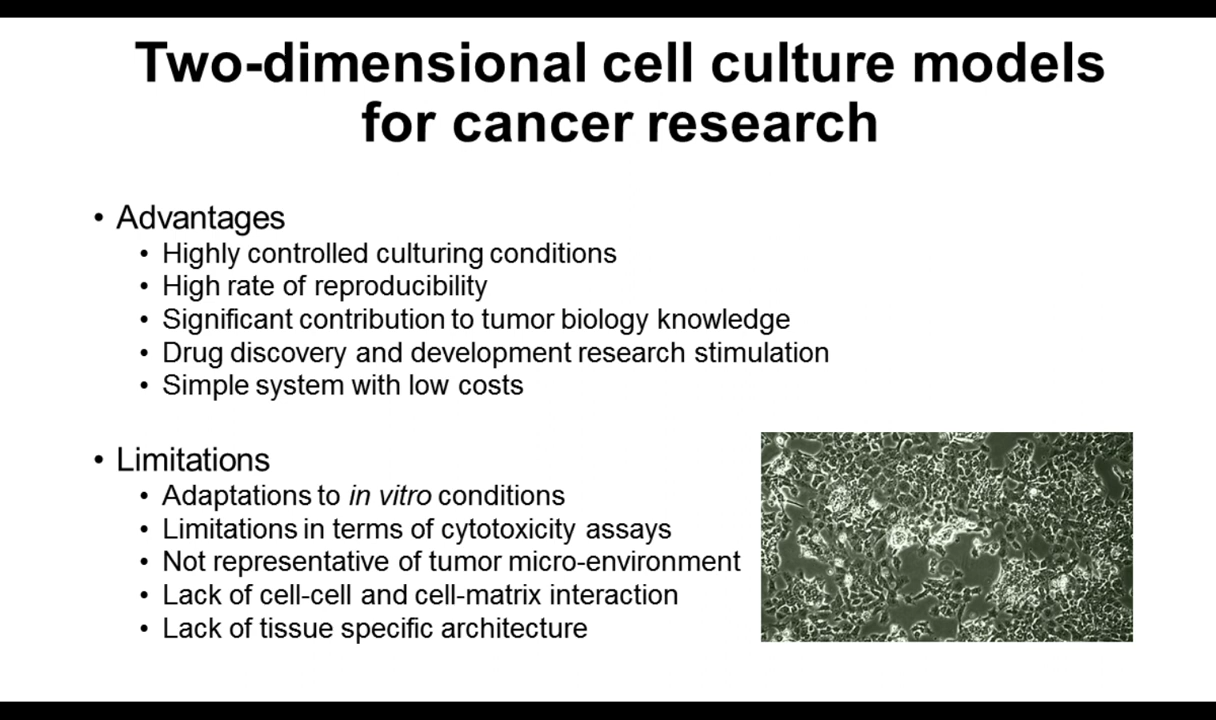 Two-dimensional cell culture models
for cancer research
• Advantages
• Highly controlled culturing conditions
• High rate of reproducibility
• Significant contribution to tumor biology knowledge
• Drug discovery and development research stimulation
• Simple system with low costs
• Limitations
• Adaptations to in vitro conditions
• Limitations in terms of cytotoxicity assays
• Not representative of tumor micro-environment
• Lack of cell-cell and cell-matrix interaction
• Lack of tissue specific architecture